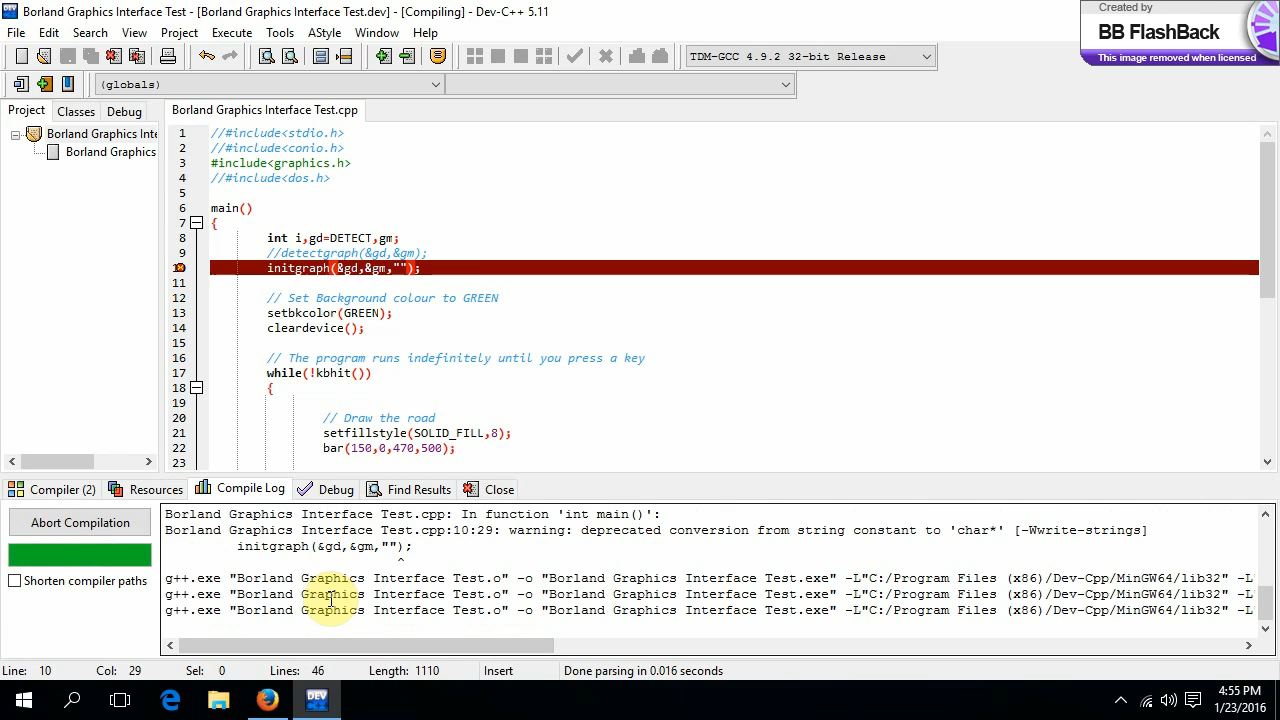 Borland Graphics Interface Test - [Borland Graphics Interface Test.dev] - [Compiling] - Dev-C++ 5.11
Created by
BB FlashBack
This image removed when licensed
File Edit Search View Project Execute Tools AStyle Window Help
TDM-GCC 4.9.2 32-bit Release
(globals)
Project Classes Debug
Borland Graphics Inte
Borland Graphics
Borland Graphics Interface Test.cpp
1 //#include<stdio.h>
2 //#include<conio.h>
3 #include<graphics.h>
4 //#include<dos.h>
5
6 main()
7 {
8 int i,gd=DETECT,gm;
9 //detectgraph(&gd,&gm);
initgraph(&gd,&gm,"");
11
12 // Set Background colour to GREEN
13 setbkcolor(GREEN);
14 cleardevice();
15
16 // The program runs indefinitely until you press a key
17 while(!kbhit())
18 {
19
20 // Draw the road
21 setfillstyle(SOLID_FILL,8);
22 bar(150,0,470,500);
23
Compiler (2) Resources Compile Log Debug Find Results Close
Abort Compilation
Shorten compiler paths
Borland Graphics Interface Test.cpp: In function 'int main()':
Borland Graphics Interface Test.cpp:10:29: warning: deprecated conversion from string constant to 'char*' [-Wwrite-strings]
initgraph(&gd,&gm,"");
^
g++.exe "Borland Graphics Interface Test.o" -o "Borland Graphics Interface Test.exe" -L"C:/Program Files (x86)/Dev-Cpp/MinGW64/lib32" -L"
g++.exe "Borland Graphics Interface Test.o" -o "Borland Graphics Interface Test.exe" -L"C:/Program Files (x86)/Dev-Cpp/MinGW64/lib32" -L"
g++.exe "Borland Graphics Interface Test.o" -o "Borland Graphics Interface Test.exe" -L"C:/Program Files (x86)/Dev-Cpp/MinGW64/lib32" -L"
Line: 10 Col: 29 Sel: 0 Lines: 46 Length: 1110 Insert Done parsing in 0.016 seconds
DEV
4:55 PM
1/23/2016